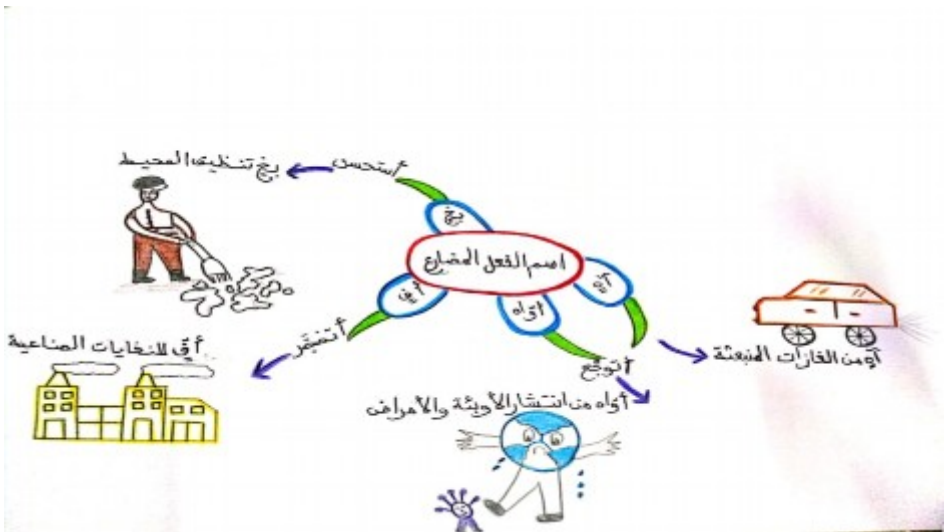 بخ تنظيف المحيط
أستحسن
بخ
اسم الفعل المضارع
أف
أواه
آه
أتضجر
أف للنفايات الصناعية
أتوجع
آه من الغازات المنبعثة
أواه من انتشار الأوبئة والأمراض